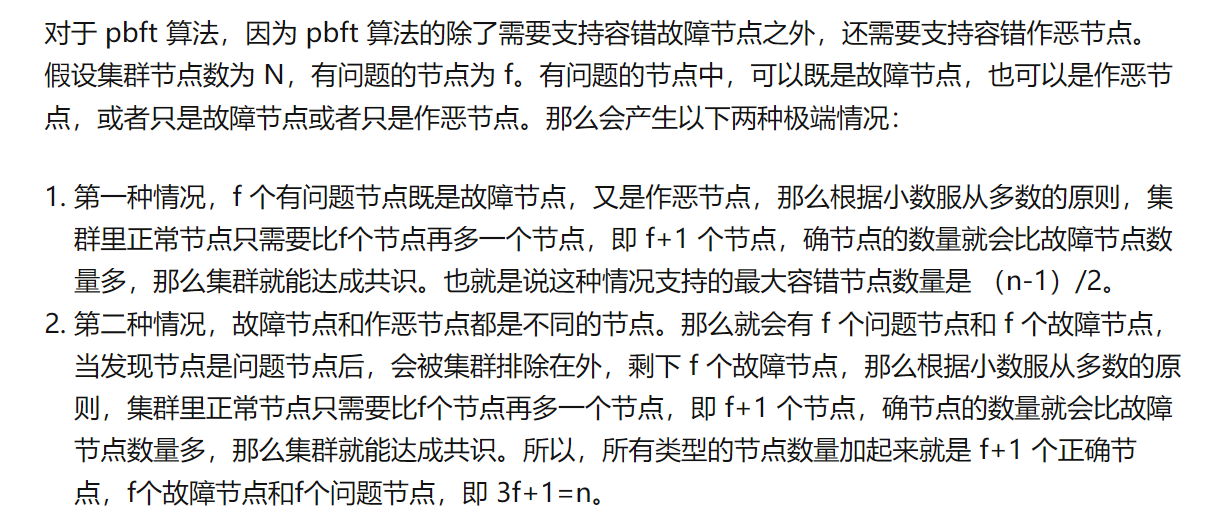 对于 pbft 算法，因为 pbft 算法的除了需要支持容错故障节点之外，还需要支持容错作恶节点。
假设集群节点数为 N，有问题的节点为 f。有问题的节点中，可以既是故障节点，也可以是作恶节
点，或者只是故障节点或者只是作恶节点。那么会产生以下两种极端情况：
1. 第一种情况，f 个有问题节点既是故障节点，又是作恶节点，那么根据小数服从多数的原则，集
群里正常节点只需要比f个节点再多一个节点，即 f+1 个节点，确节点的数量就会比故障节点数
量多，那么集群就能达成共识。也就是说这种情况支持的最大容错节点数量是 （n-1）/2。
2. 第二种情况，故障节点和作恶节点都是不同的节点。那么就会有 f 个问题节点和 f 个故障节点，
当发现节点是问题节点后，会被集群排除在外，剩下 f 个故障节点，那么根据小数服从多数的原
则，集群里正常节点只需要比f个节点再多一个节点，即 f+1 个节点，确节点的数量就会比故障
节点数量多，那么集群就能达成共识。所以，所有类型的节点数量加起来就是 f+1 个正确节
点，f个故障节点和f个问题节点，即 3f+1=n。